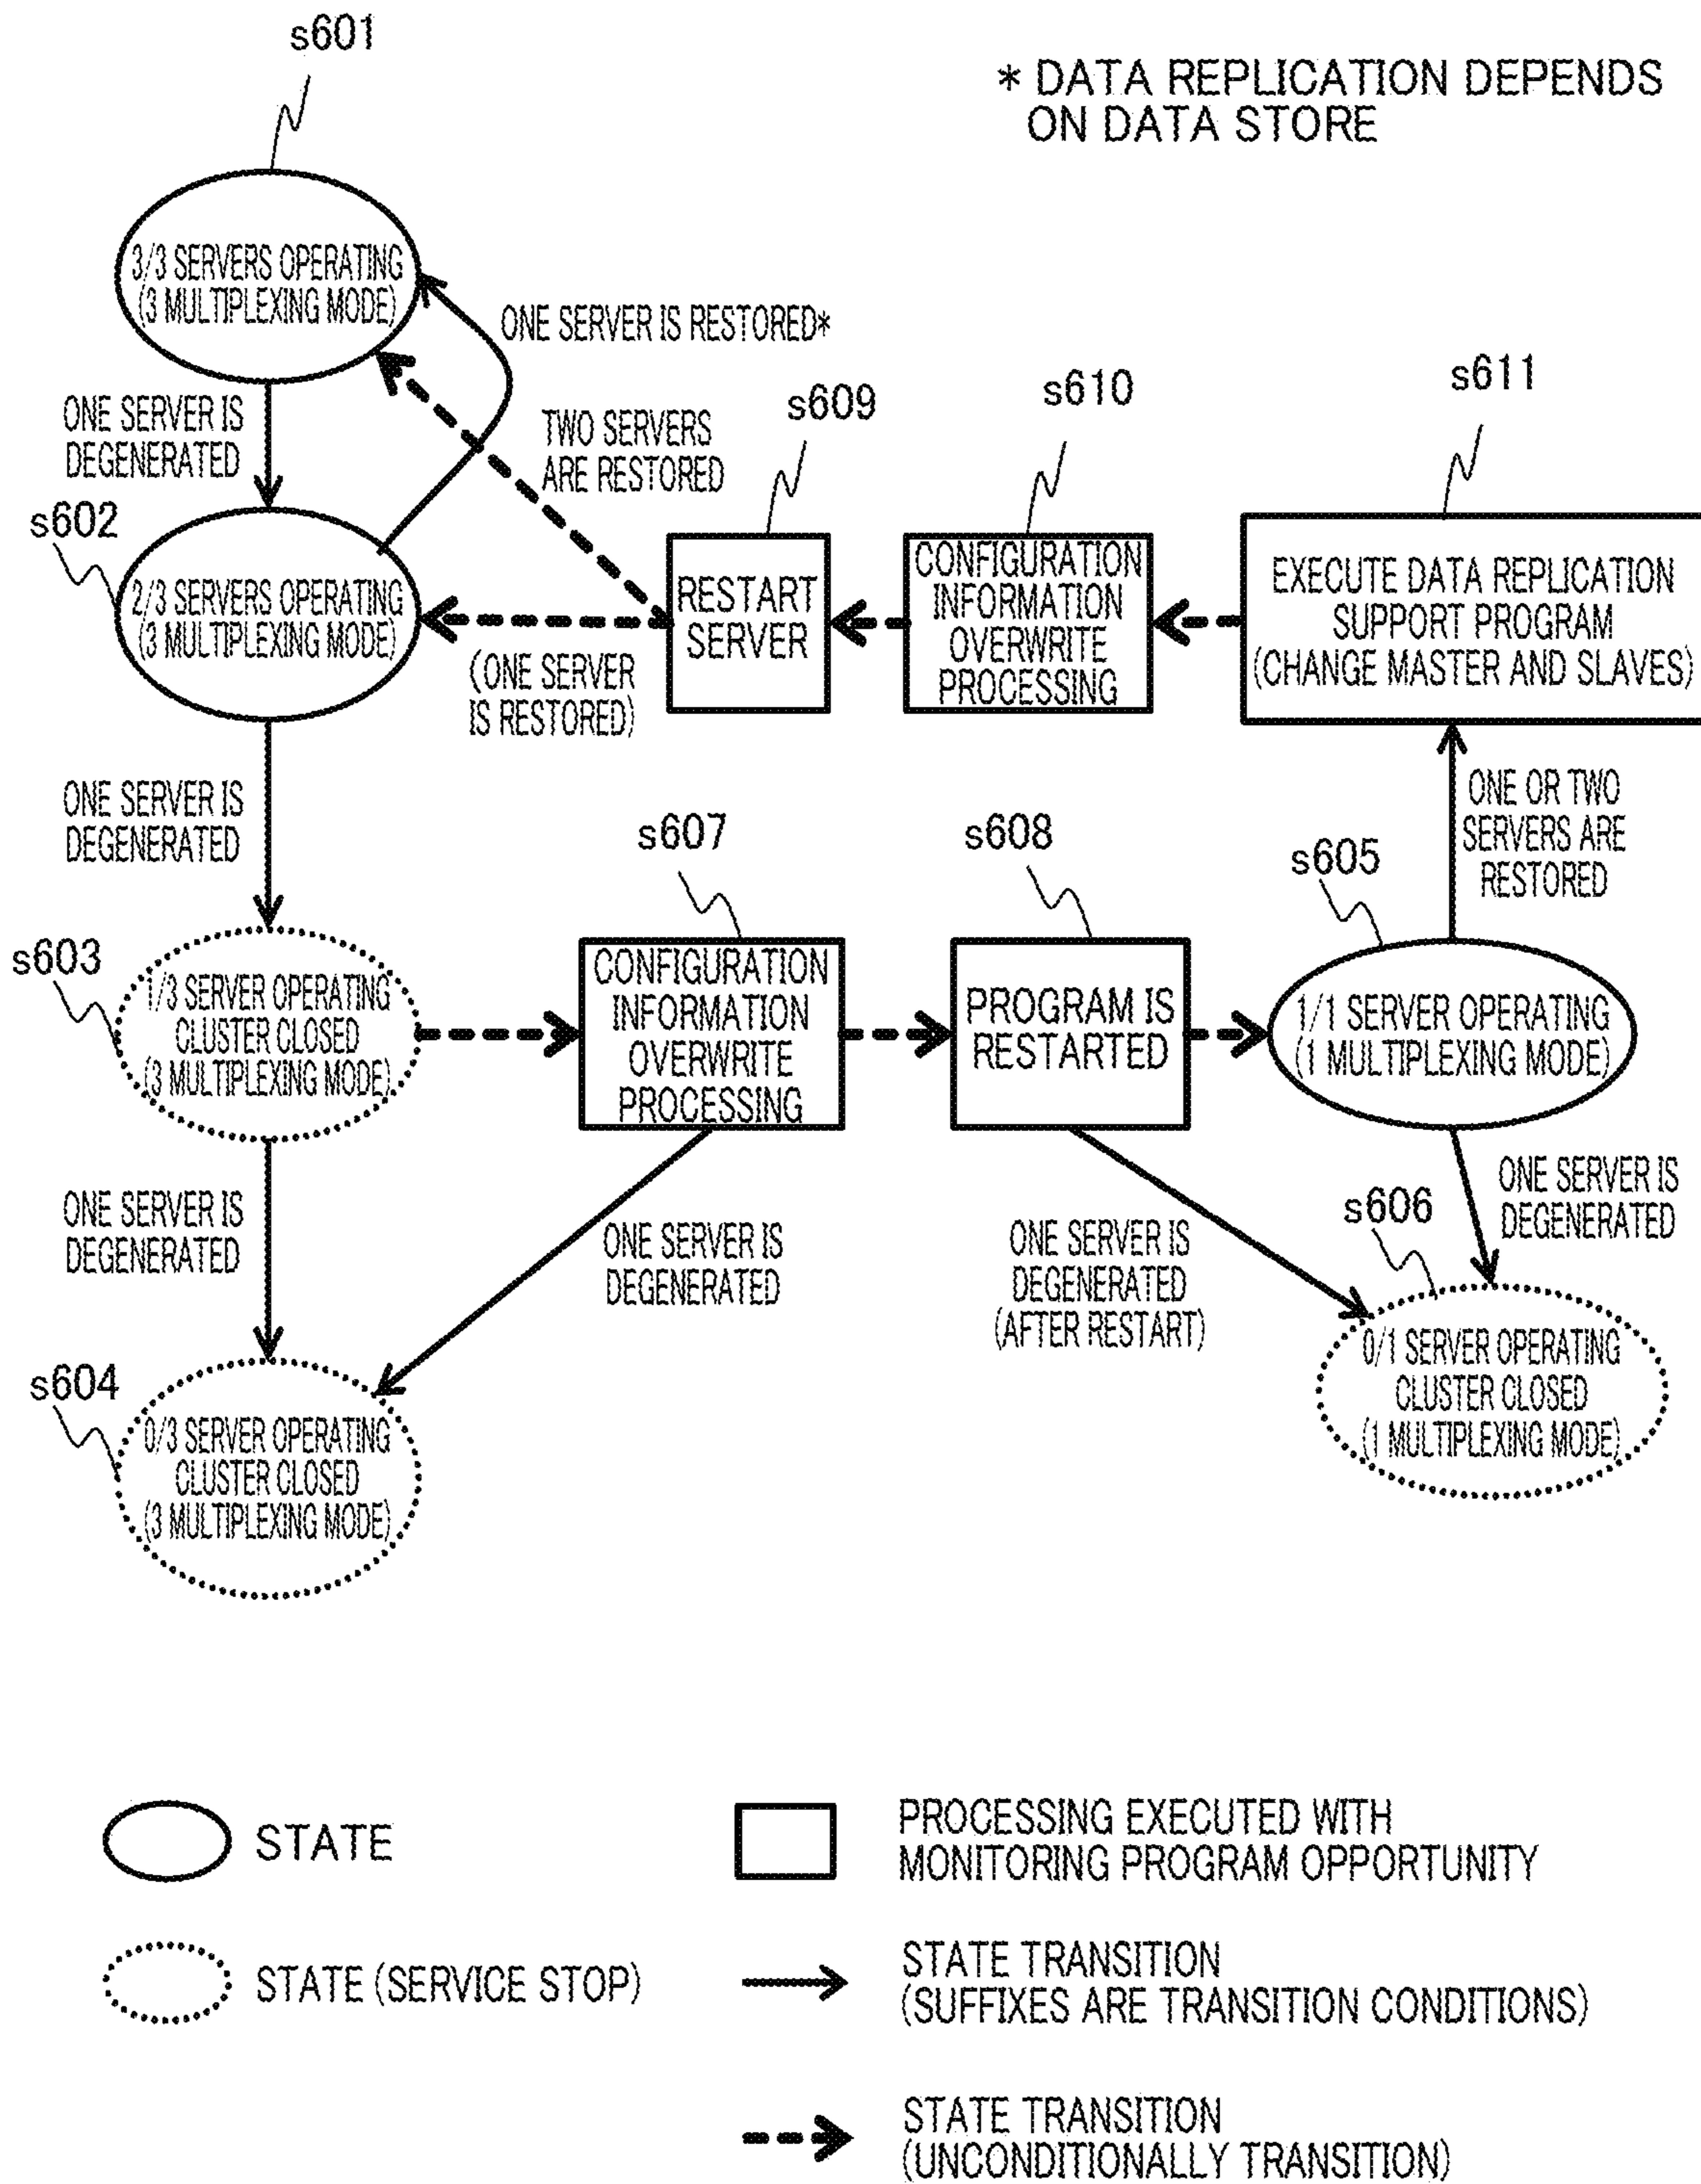 s601
* DATA REPLICATION DEPENDS
ON DATA STORE
3/3 SERVERS OPERATING
(3 MULTIPLEXING MODE)
ONE SERVER IS RESTORED*
ONE SERVER IS
DEGENERATED
TWO SERVERS
ARE RESTORED
s609
s610
s611
s602
2/3 SERVERS OPERATING
(3 MULTIPLEXING MODE)
(ONE SERVER
IS RESTORED)
RESTART
SERVER
CONFIGURATION
INFORMATION
OVERWRITE
PROCESSING
EXECUTE DATA REPLICATION
SUPPORT PROGRAM
(CHANGE MASTER AND SLAVES)
ONE SERVER IS
DEGENERATED
ONE OR TWO
SERVERS ARE
RESTORED
s607
s608
s605
s603
1/3 SERVER OPERATING
CLUSTER CLOSED
(3 MULTIPLEXING MODE)
CONFIGURATION
INFORMATION
OVERWRITE
PROCESSING
PROGRAM IS
RESTARTED
1/1 SERVER OPERATING
(1 MULTIPLEXING MODE)
ONE SERVER IS
DEGENERATED
ONE SERVER IS
DEGENERATED
ONE SERVER IS
DEGENERATED
(AFTER RESTART)
ONE SERVER IS
DEGENERATED
s606
s604
0/3 SERVER OPERATING
CLUSTER CLOSED
(3 MULTIPLEXING MODE)
0/1 SERVER OPERATING
CLUSTER CLOSED
(1 MULTIPLEXING MODE)
STATE
PROCESSING EXECUTED WITH
MONITORING PROGRAM OPPORTUNITY
STATE (SERVICE STOP)
STATE TRANSITION
(SUFFIXES ARE TRANSITION CONDITIONS)
STATE TRANSITION
(UNCONDITIONALLY TRANSITION)